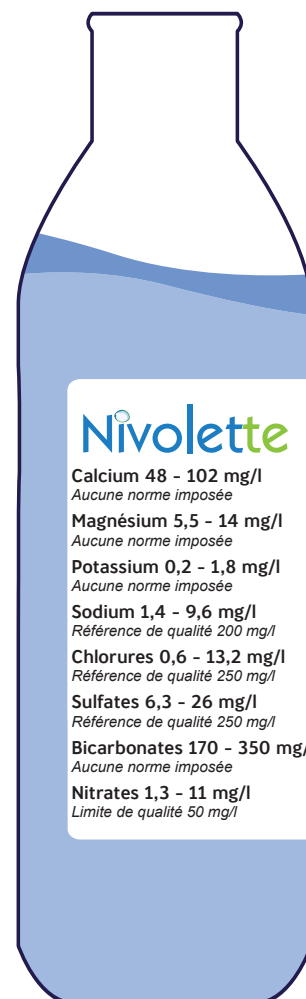 Nivolette
Calcium 48 - 102 mg/l
Aucune norme imposée
Magnésium 5,5 - 14 mg/l
Aucune norme imposée
Potassium 0,2 - 1,8 mg/l
Aucune norme imposée
Sodium 1,4 - 9,6 mg/l
Référence de qualité 200 mg/l
Chlorures 0,6 - 13,2 mg/l
Référence de qualité 250 mg/l
Sulfates 6,3 - 26 mg/l
Référence de qualité 250 mg/l
Bicarbonates 170 - 350 mg/
Aucune norme imposée
Nitrates 1,3 - 11 mg/l
Limite de qualité 50 mg/l